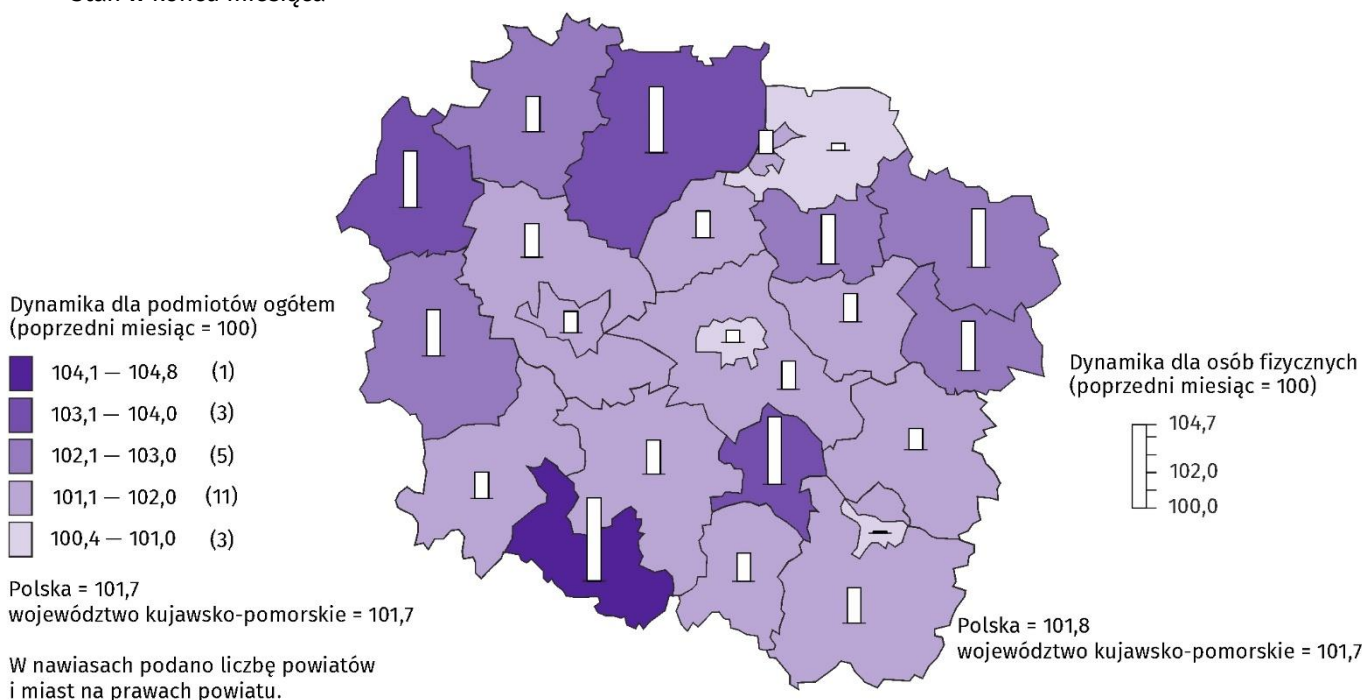 Stan w końcu miesiąca
Dynamika dla podmiotów ogółem
(poprzedni miesiąc = 100)
104,1 — 104,8 (1)
103,1 — 104,0 (3)
102,1 — 103,0 (5)
101,1 — 102,0 (11)
100,4 — 101,0 (3)
Polska = 101,7
województwo kujawsko-pomorskie = 101,7
W nawiasach podano liczbę powiatów
i miast na prawach powiatu.
Dynamika dla osób fizycznych
(poprzedni miesiąc = 100)
104,7
102,0
100,0
Polska = 101,8
województwo kujawsko-pomorskie = 101,7